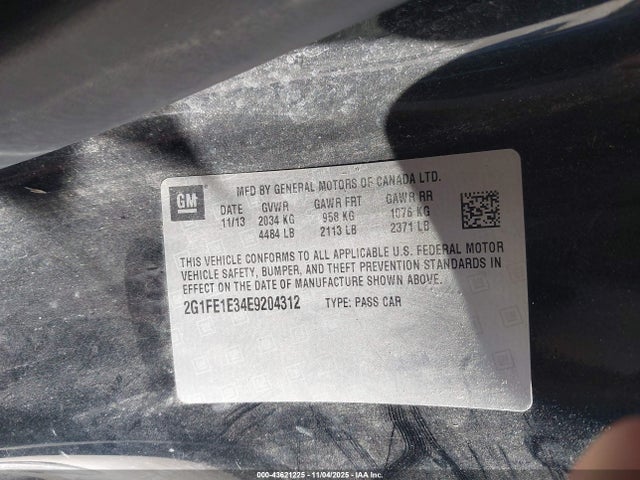 GM
MFD BY GENERAL MOTORS OF CANADA LTD.
DATE GVWR GAWR FRT GAWR RR
11/13 2034 KG 958 KG 1076 KG
4484 LB 2113 LB 2371 LB
THIS VEHICLE CONFORMS TO ALL APPLICABLE U.S. FEDERAL MOTOR
VEHICLE SAFETY, BUMPER, AND THEFT PREVENTION STANDARDS IN
EFFECT ON THE DATE OF MANUFACTURE SHOWN ABOVE.
2G1FE1E34E9204312 TYPE: PASS CAR
000-43621225 - 11/04/2025 - IAA Inc.